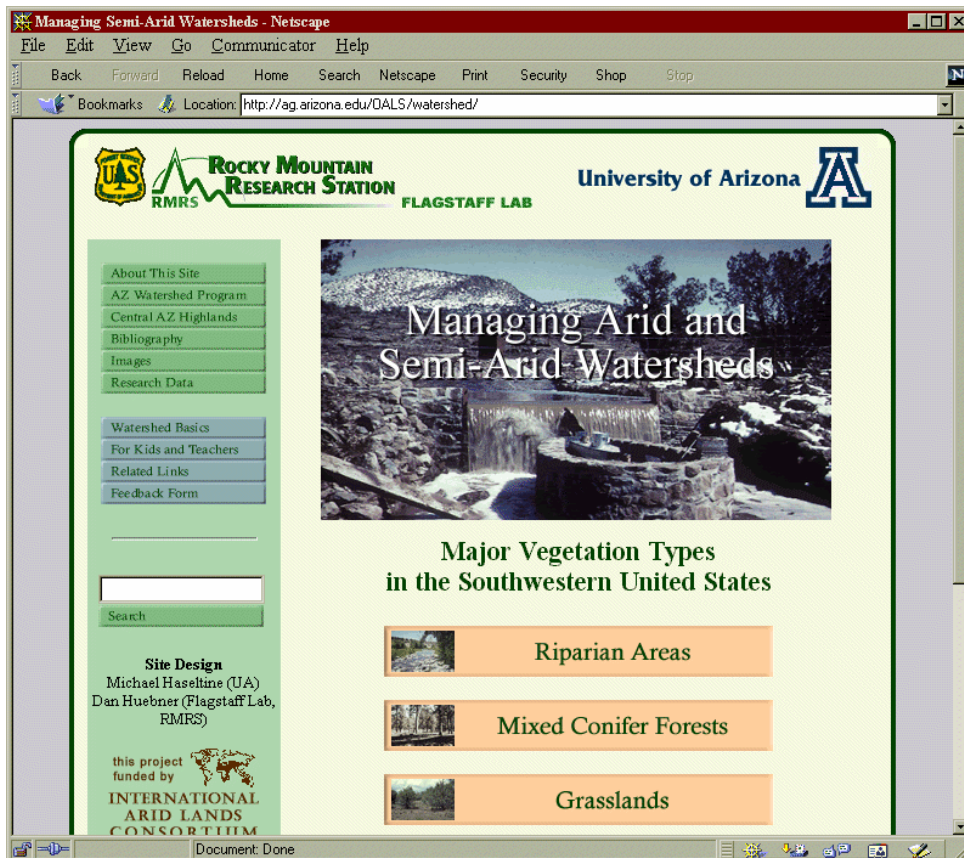 Managing Semi-Arid Watersheds - Netscape
File Edit View Go Communicator Help
Back Forward Reload Home Search Netscape Print Security Shop Stop
N
Bookmarks Location: http://ag.arizona.edu/OALS/watershed/
UAS
ROCKY MOUNTAIN
RESEARCH STATION
RMRS
FLAGSTAFF LAB
University of Arizona
A
About This Site
AZ Watershed Program
Central AZ Highlands
Bibliography
Images
Research Data
Watershed Basics
For Kids and Teachers
Related Links
Feedback Form
Search
Site Design
Michael Haseltine (UA)
Dan Huebner (Flagstaff Lab,
RMRS)
this project
funded by
INTERNATIONAL
ARID LANDS
CONSORTIUM
Managing Arid and
Semi-Arid Watersheds
Major Vegetation Types
in the Southwestern United States
Riparian Areas
Mixed Conifer Forests
Grasslands
Document: Done